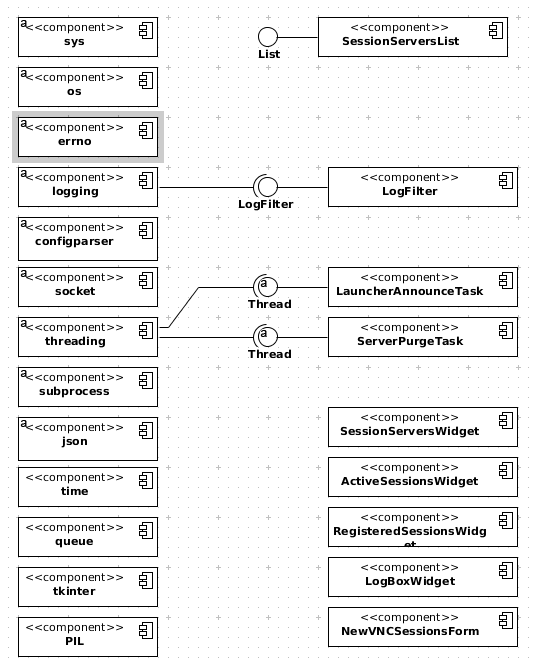 a
<<component>>
sys
<<component>>
SessionServersList
List
a
<<component>>
os
a
<<component>>
errno
a
<<component>>
logging
LogFilter
<<component>>
LogFilter
a
<<component>>
configparser
a
<<component>>
socket
a
Thread
<<component>>
LauncherAnnounceTask
a
<<component>>
threading
a
Thread
<<component>>
ServerPurgeTask
a
<<component>>
subprocess
a
<<component>>
json
<<component>>
SessionServersWidget
<<component>>
time
<<component>>
ActiveSessionsWidget
<<component>>
queue
<<component>>
RegisteredSessionsWidg
et
<<component>>
tkinter
<<component>>
LogBoxWidget
<<component>>
PIL
<<component>>
NewVNCSessionsForm